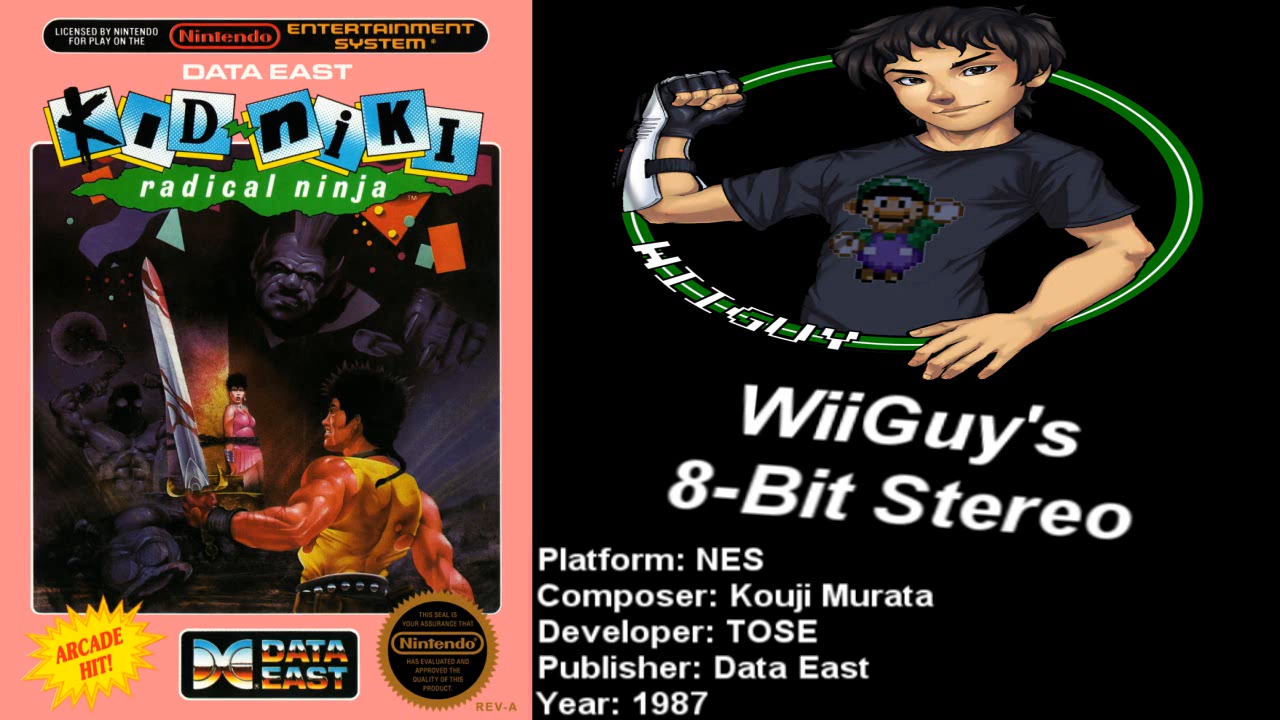 LICENSED BY NINTENDO
FOR PLAY ON THE
Nintendo
ENTERTAINMENT
SYSTEM®
DATA EAST
KID NIKI
radical ninja
TM
ARCADE
HIT!
DATA
EAST
THIS SEAL IS
YOUR ASSURANCE THAT
Nintendo
HAS EVALUATED AND
APPROVED THE
QUALITY OF THIS
PRODUCT.
REV-A
WIIGUY
WiiGuy's
8-Bit Stereo
Platform: NES
Composer: Kouji Murata
Developer: TOSE
Publisher: Data East
Year: 1987